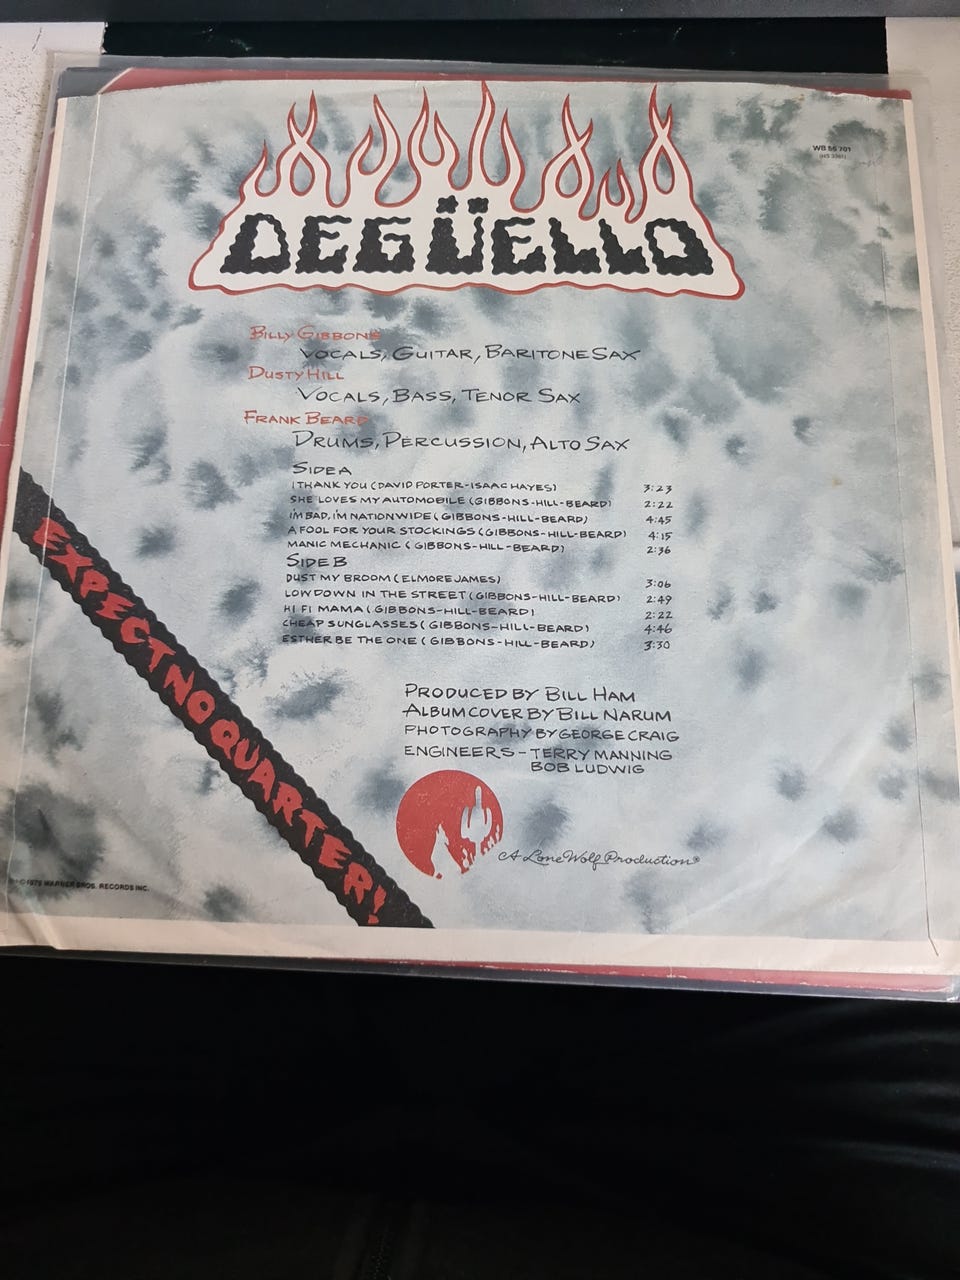 WB 56 701
(HS 3361)
DEGÜELLO
BILLY GIBBONS
VOCALS, GUITAR, BARITONE SAX
DUSTY HILL
VOCALS, BASS, TENOR SAX
FRANK BEARD
DRUMS, PERCUSSION, ALTO SAX
SIDE A
I THANK YOU (DAVID PORTER-ISAAC HAYES) 3:23
SHE LOVES MY AUTOMOBILE (GIBBONS-HILL-BEARD) 2:22
I'M BAD, I'M NATIONWIDE (GIBBONS-HILL-BEARD) 4:45
A FOOL FOR YOUR STOCKINGS (GIBBONS-HILL-BEARD) 4:15
MANIC MECHANIC (GIBBONS-HILL-BEARD) 2:36
SIDE B
DUST MY BROOM (ELMORE JAMES) 3:06
LOWDOWN IN THE STREET (GIBBONS-HILL-BEARD) 2:49
HI FI MAMA (GIBBONS-HILL-BEARD) 2:22
CHEAP SUNGLASSES (GIBBONS-HILL-BEARD) 4:46
ESTHER BE THE ONE (GIBBONS-HILL-BEARD) 3:30
PRODUCED BY BILL HAM
ALBUM COVER BY BILL NARUM
PHOTOGRAPHY BY GEORGE CRAIG
ENGINEERS - TERRY MANNING
BOB LUDWIG
A Lone Wolf Production®
EXPECT NO QUARTER!
© 1979 WARNER BROS. RECORDS INC.